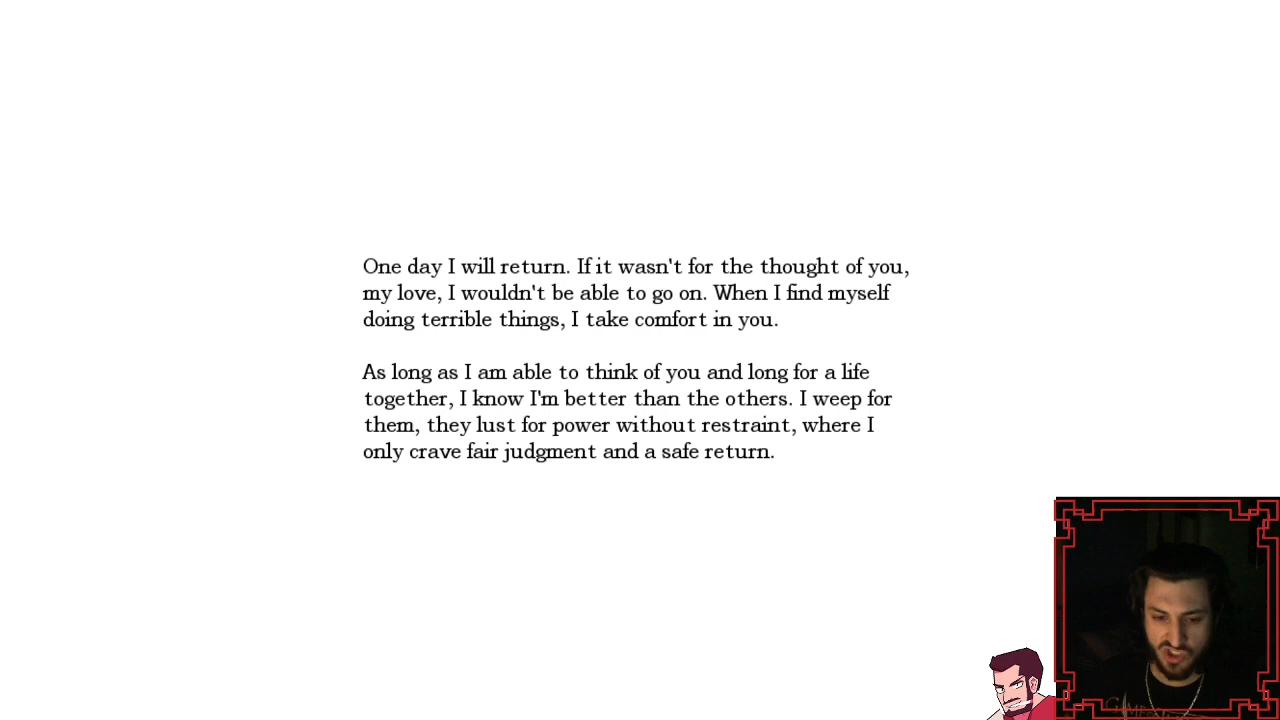 One day I will return. If it wasn't for the thought of you,
my love, I wouldn't be able to go on. When I find myself
doing terrible things, I take comfort in you.
As long as I am able to think of you and long for a life
together, I know I'm better than the others. I weep for
them, they lust for power without restraint, where I
only crave fair judgment and a safe return.